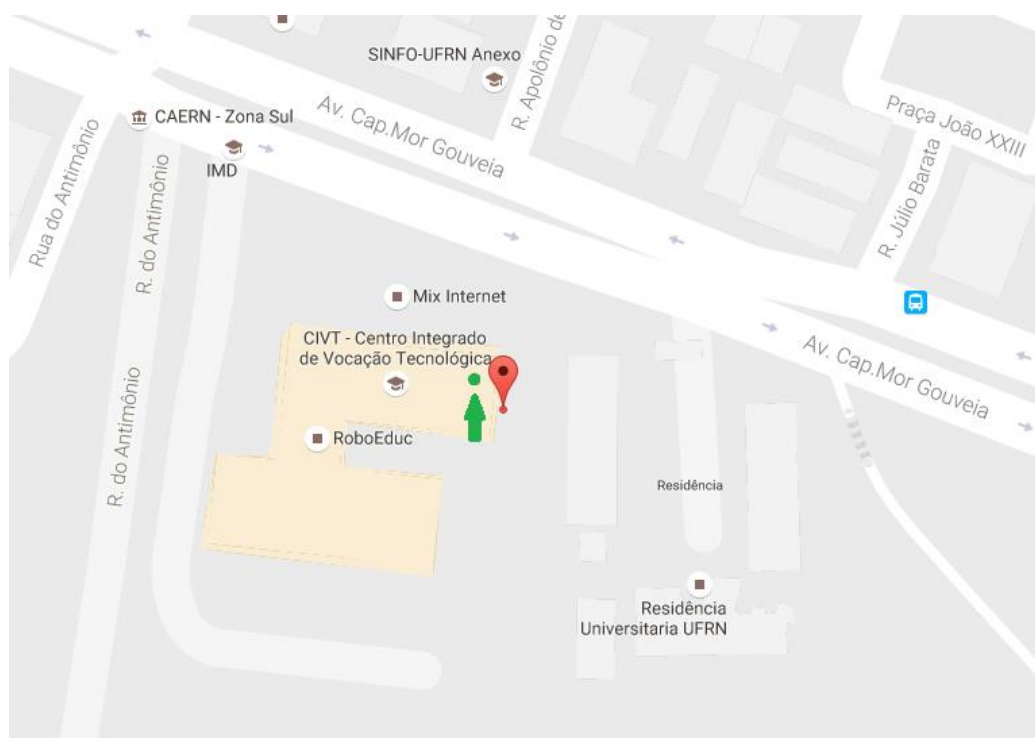 SINFO-UFRN Anexo
R. Apolônio de
Av. Cap.Mor Gouveia
Praça João XXIII
CAERN - Zona Sul
IMD
Rua do Antimônio
R. do Antimônio
R. Júlio Barata
Mix Internet
CIVT - Centro Integrado
de Vocação Tecnológica
Av. Cap.Mor Gouveia
RoboEduc
R. do Antimônio
Residência
Residência
Universitaria UFRN